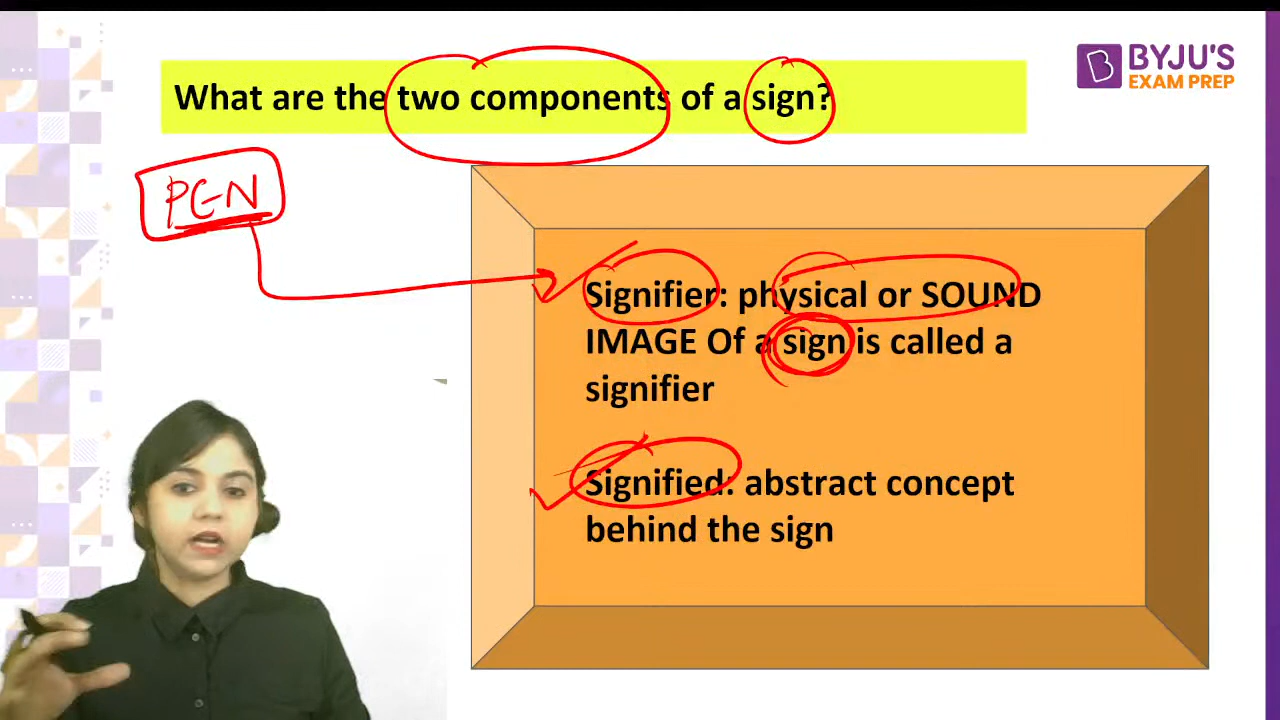 What are the two components of a sign?
BYJU'S
EXAM PREP
PEN
Signifier: physical or SOUND
IMAGE Of a sign is called a
signifier
Signified: abstract concept
behind the sign